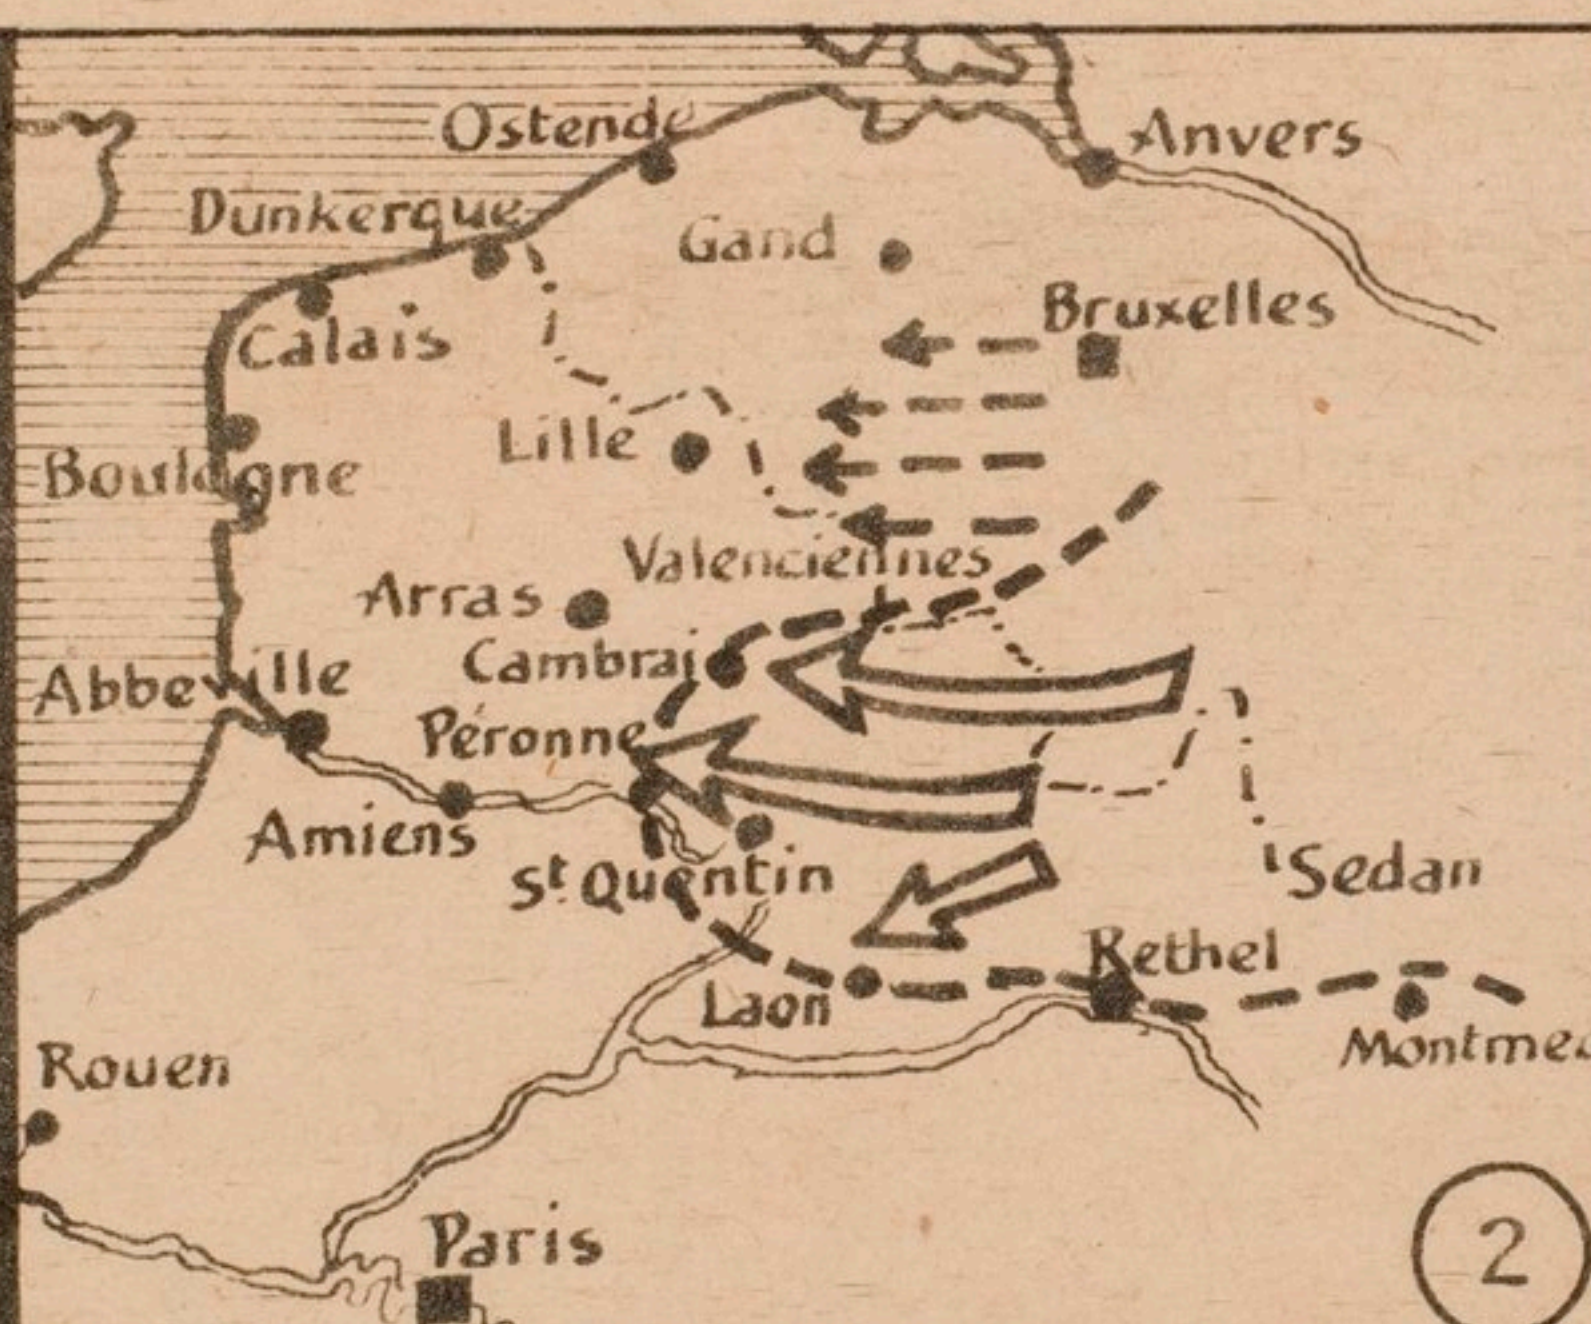 Ostende
Anvers
Dunkerque
Gand
Bruxelles
Calais
Lille
Boulogne
Valenciennes
Arras
Cambrai
Abbeville
Péronne
Amiens
St. Quentin
Sedan
Rethel
Laon
Montmed
Rouen
2
Paris